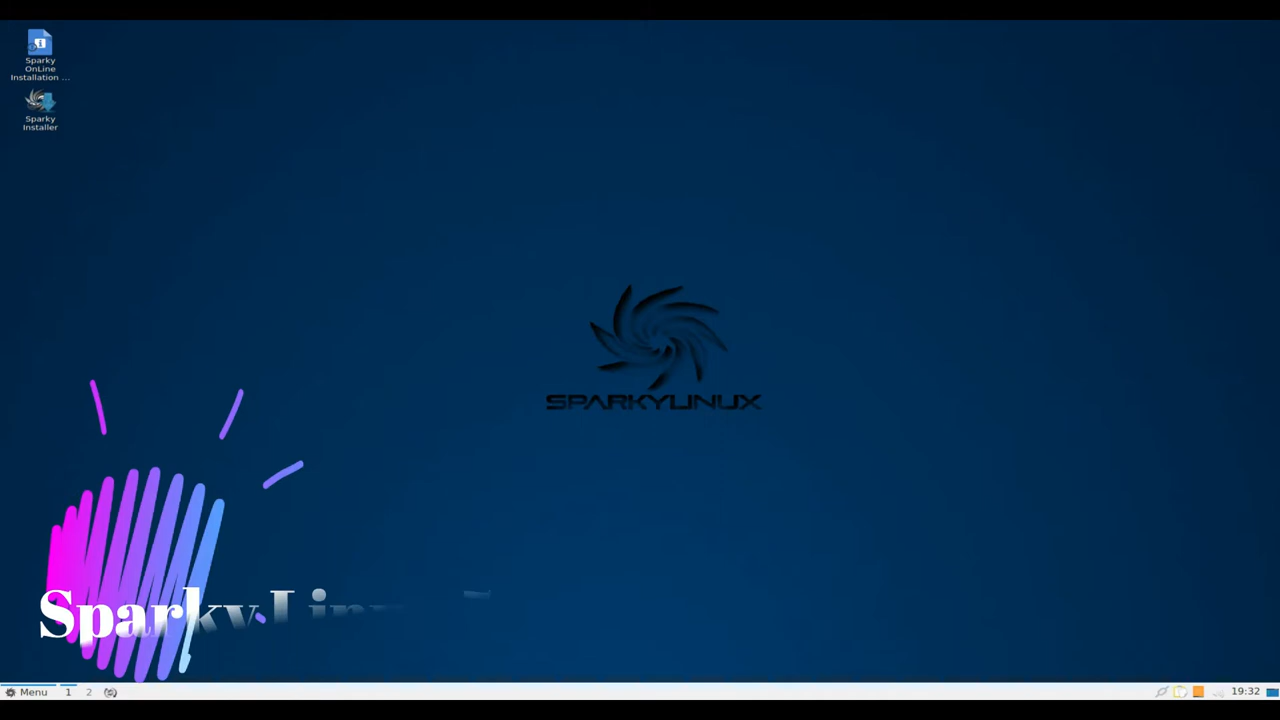 Sparky
OnLine
Installation ...
Sparky
Installer
SPARKYLINUX
Menu
1
2
19:32